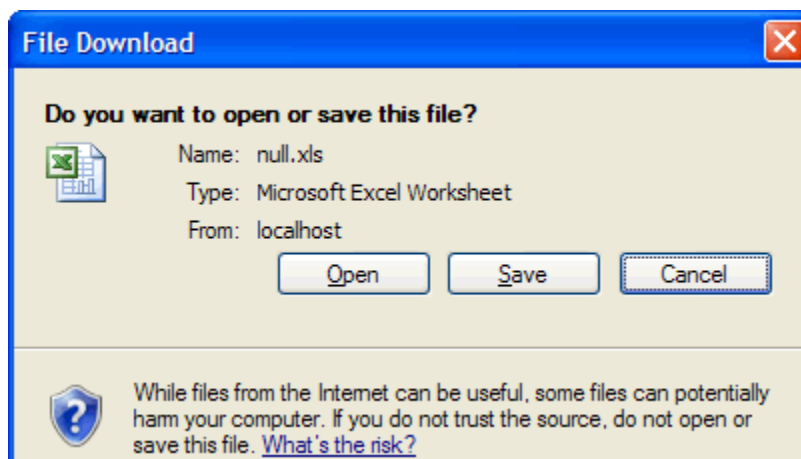 File Download
Do you want to open or save this file?
Name: null.xls
Type: Microsoft Excel Worksheet
From: localhost
Open Save Cancel
While files from the Internet can be useful, some files can potentially
harm your computer. If you do not trust the source, do not open or
save this file. What's the risk?